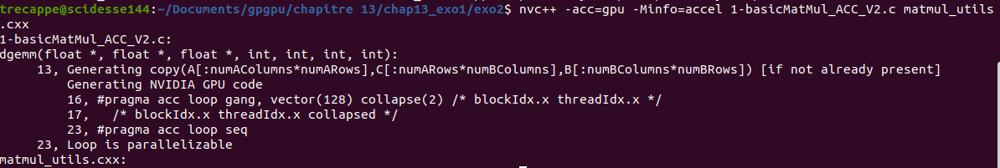 trecappe@scidesse144:~/Documents/gpgpu/chapitre 13/chap13_exo1/exo2$ nvc++ -acc=gpu -Minfo=accel 1-basicMatMul_ACC_V2.c matmul_utils
.cxx
1-basicMatMul_ACC_V2.c:
dgemm(float *, float *, float *, int, int, int, int):
     13, Generating copy(A[:numAColumns*numARows],C[:numARows*numBColumns],B[:numBColumns*numBRows]) [if not already present]
         Generating NVIDIA GPU code
         16, #pragma acc loop gang, vector(128) collapse(2) /* blockIdx.x threadIdx.x */
         17,   /* blockIdx.x threadIdx.x collapsed */
         23, #pragma acc loop seq
     23, Loop is parallelizable
matmul_utils.cxx: